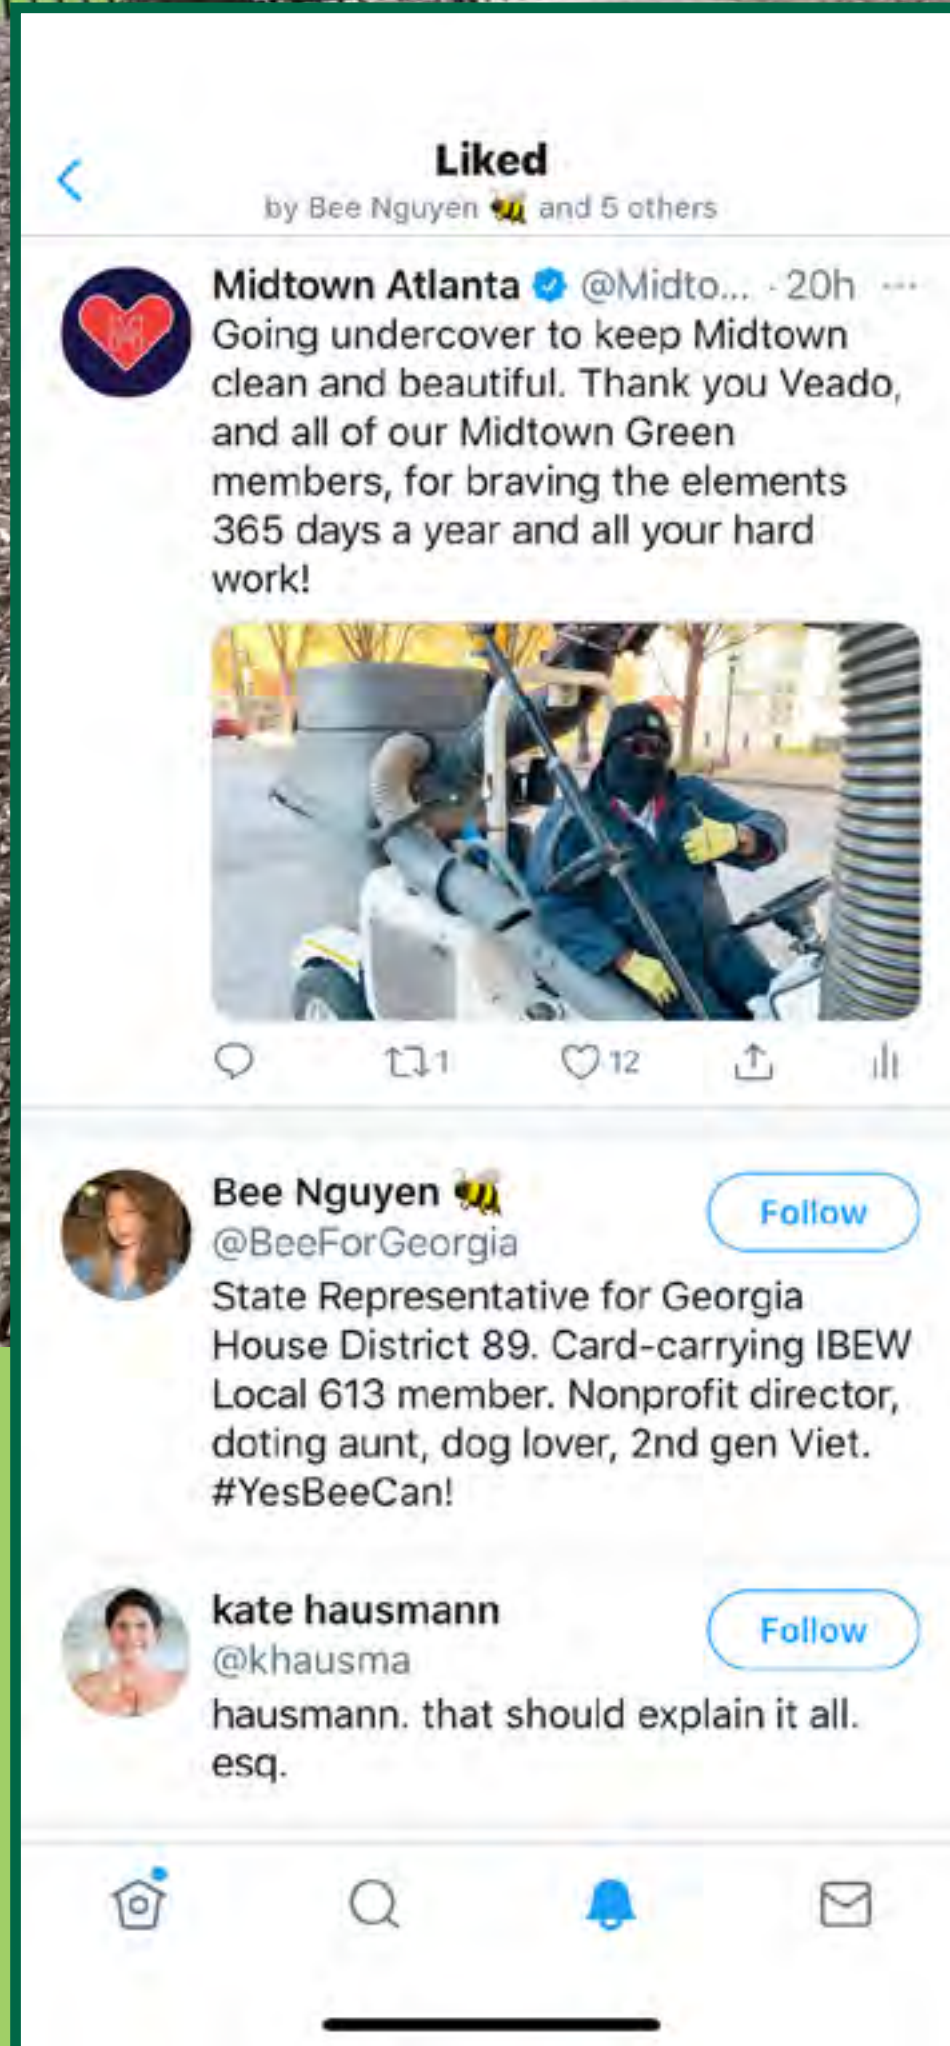 Liked
by Bee Nguyen 🐝 and 5 others
Midtown Atlanta @Midto... · 20h ...
Going undercover to keep Midtown
clean and beautiful. Thank you Veado,
and all of our Midtown Green
members, for braving the elements
365 days a year and all your hard
work!
1 12
Bee Nguyen 🐝
Follow
@BeeForGeorgia
State Representative for Georgia
House District 89. Card-carrying IBEW
Local 613 member. Nonprofit director,
doting aunt, dog lover, 2nd gen Viet.
#YesBeeCan!
kate hausmann
Follow
@khausma
hausmann. that should explain it all.
esq.